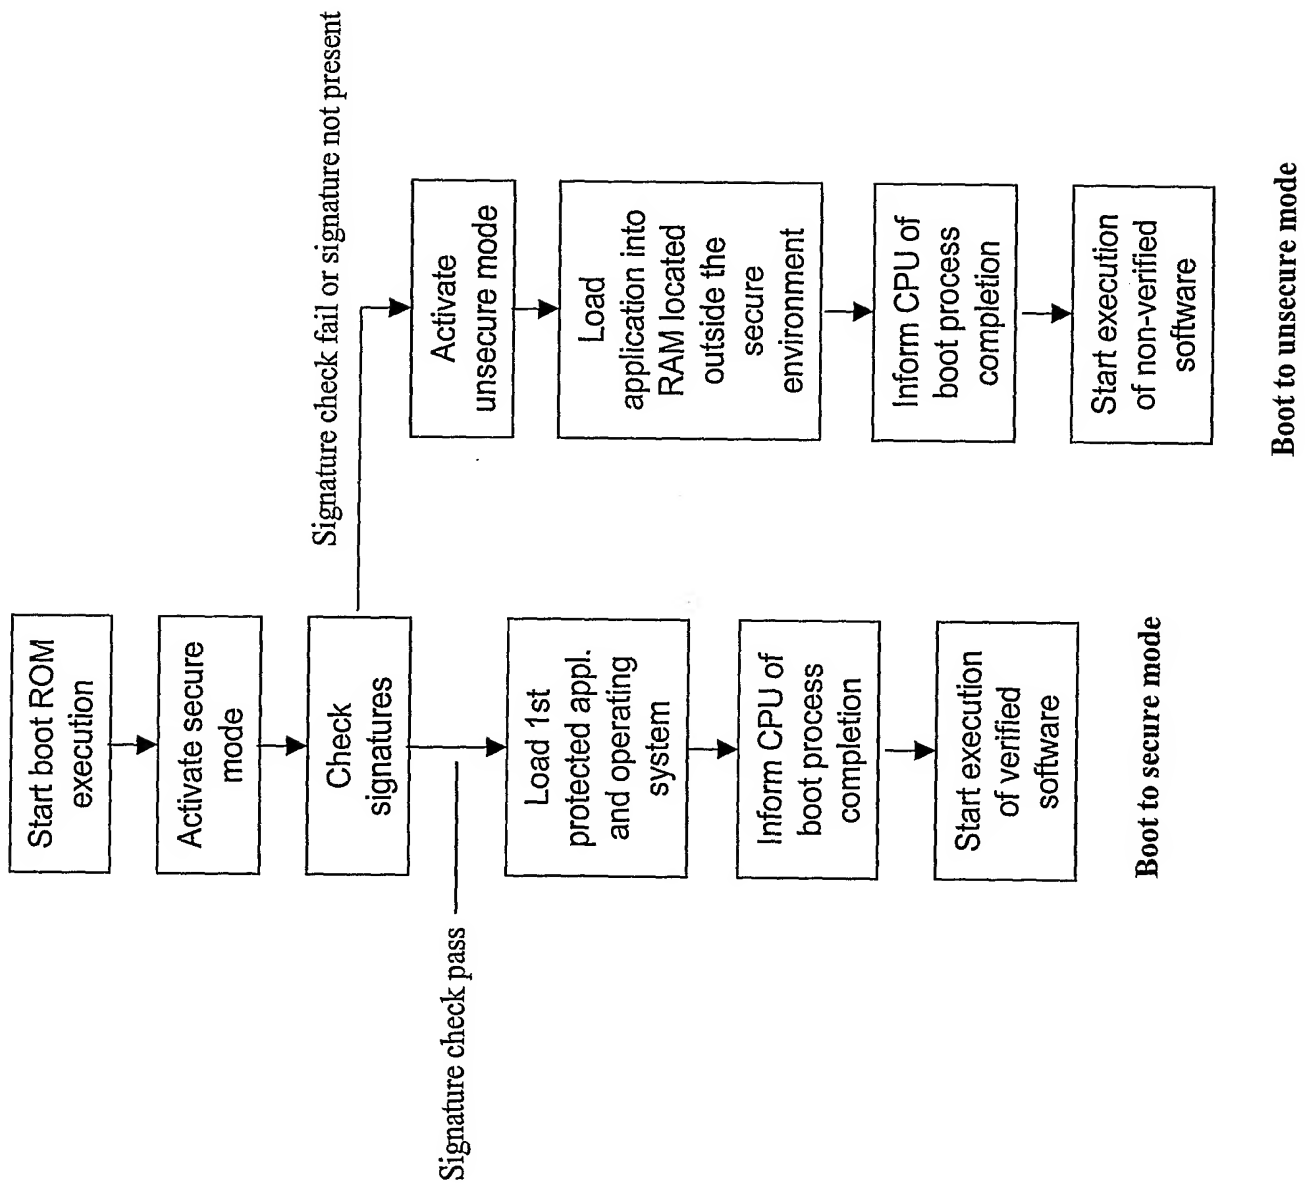 Start boot ROM
execution
Activate secure
mode
Check
signatures
Signature check fail or signature not present
Signature check pass
Load 1st
protected appl.
and operating
system
Inform CPU of
boot process
completion
Start execution
of verified
software
Boot to secure mode
Activate
unsecure mode
Load
application into
RAM located
outside the
secure
environment
Inform CPU of
boot process
completion
Start execution
of non-verified
software
Boot to unsecure mode